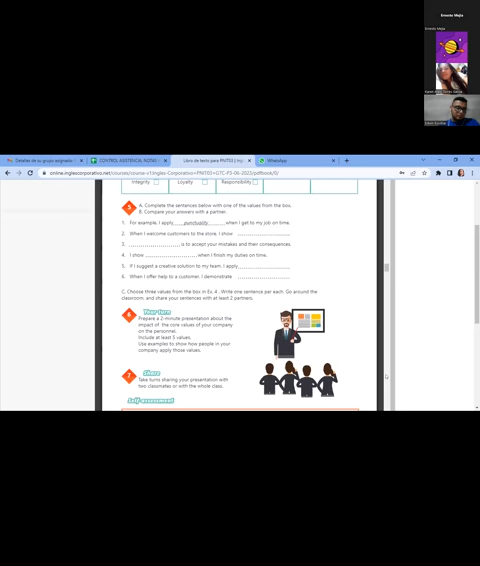 Ernesto Mejia
Ernesto Mejia
Detalles de su grupo asignado
Libro de texto para PNIT03 | Ingl
WhatsApp
online.inglescorporativo.net/courses/course-v1:Ingles-Corporativo+PNIT03+GTC-P3-06-2023/pdfbook/0/
Integrity
Loyalty
Responsibility
3
A. Complete the sentences below with one of the values from the box.
B. Compare your answers with a partner.
1. For example, I apply punctuality when I get to my job on time.
2. When I welcome customers to the store, I show
3. is to accept your mistakes and their consequences.
4. I show when I finish my duties on time.
5. If I suggest a creative solution to my team, I apply
6. When I offer help to a customer, I demonstrate
C. Choose three values from the box in Ex. 4 . Write one sentence per each. Go around the
classroom, and share your sentences with at least 2 partners.
6
Your turn
Prepare a 2-minute presentation about the
impact of the core values of your company
on the personnel.
Include at least 5 values.
Use examples to show how people in your
company apply those values.
7
Share
Take turns sharing your presentation with
two classmates or with the whole class.
Self-assessment